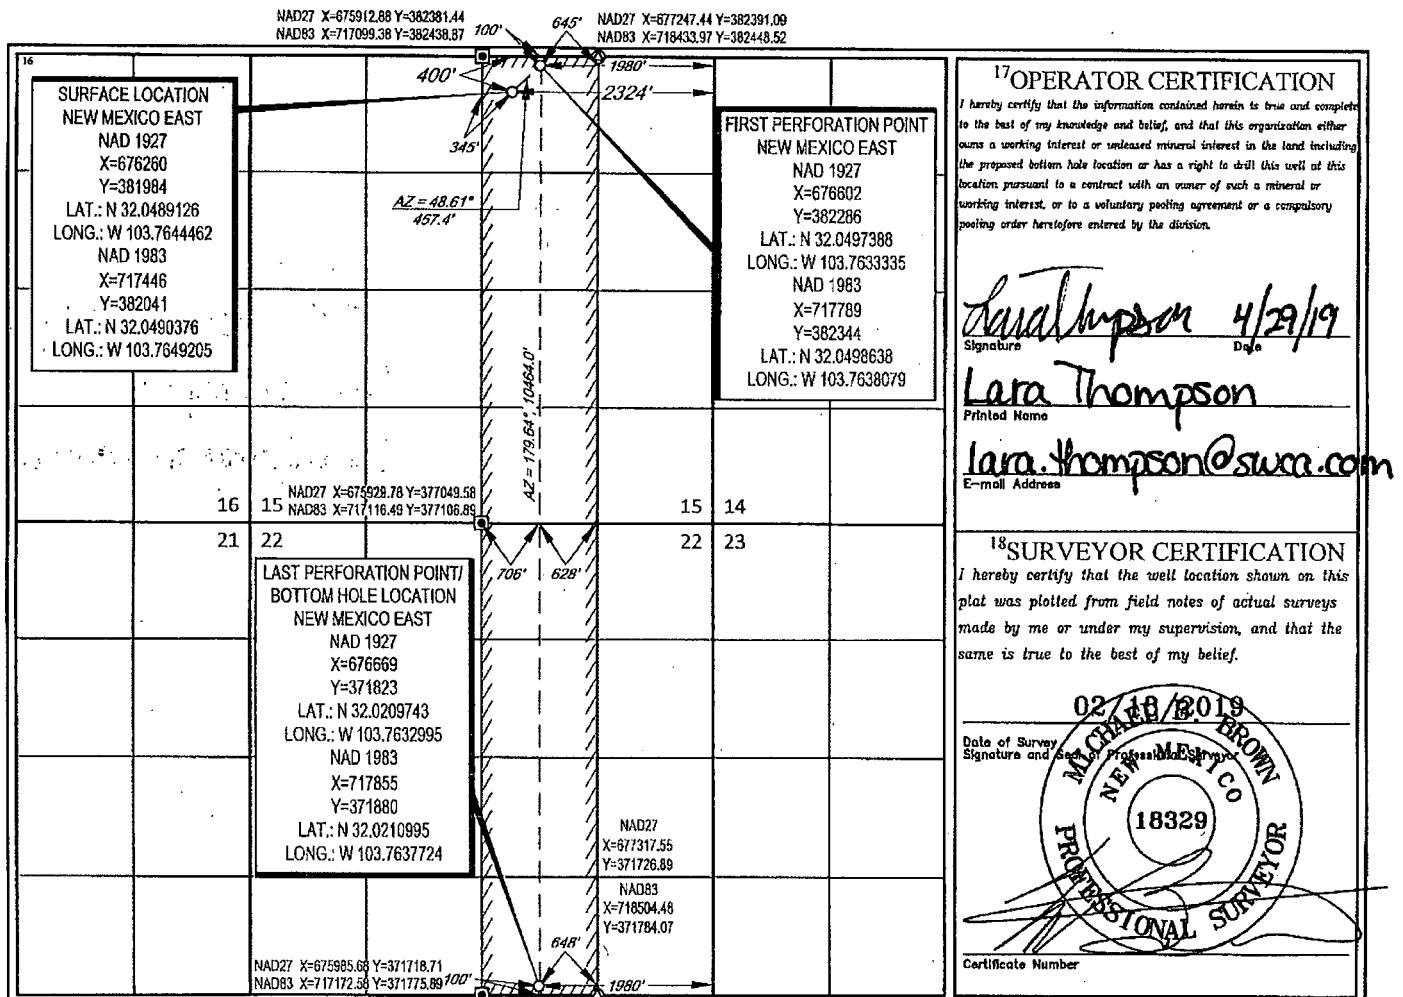 NAD27 X=675912.88 Y=382381.44
NAD83 X=717099.38 Y=382438.87
100'
645'
NAD27 X=677247.44 Y=382391.09
NAD83 X=718433.97 Y=382448.52
16
400'
1980'
2324'
345'
AZ = 48.61°
457.4'
SURFACE LOCATION
NEW MEXICO EAST
NAD 1927
X=676260
Y=381984
LAT.: N 32.0489126
LONG.: W 103.7644462
NAD 1983
X=717446
Y=382041
LAT.: N 32.0490376
LONG.: W 103.7649205
FIRST PERFORATION POINT
NEW MEXICO EAST
NAD 1927
X=676602
Y=382286
LAT.: N 32.0497388
LONG.: W 103.7633335
NAD 1983
X=717789
Y=382344
LAT.: N 32.0498638
LONG.: W 103.7638079
AZ = 179.64°, 10464.0'
NAD27 X=675929.78 Y=377049.58
NAD83 X=717116.49 Y=377106.89
16 15
21 22
15 14
22 23
706'
628'
LAST PERFORATION POINT/
BOTTOM HOLE LOCATION
NEW MEXICO EAST
NAD 1927
X=676669
Y=371823
LAT.: N 32.0209743
LONG.: W 103.7632995
NAD 1983
X=717855
Y=371880
LAT.: N 32.0210995
LONG.: W 103.7637724
NAD27
X=677317.55
Y=371726.89
NAD83
X=718504.48
Y=371784.07
648'
NAD27 X=675985.68 Y=371718.71
NAD83 X=717172.58 Y=371775.89
100'
1980'
17 OPERATOR CERTIFICATION
I hereby certify that the information contained herein is true and complete
to the best of my knowledge and belief, and that this organization either
owns a working interest or unleased mineral interest in the land including
the proposed bottom hole location or has a right to drill this well at this
location pursuant to a contract with an owner of such a mineral or
working interest, or to a voluntary pooling agreement or a compulsory
pooling order heretofore entered by the division.
Lara Thompson 4/29/19
Signature Date
Lara Thompson
Printed Name
lara.thompson@swca.com
E-mail Address
18 SURVEYOR CERTIFICATION
I hereby certify that the well location shown on this
plat was plotted from field notes of actual surveys
made by me or under my supervision, and that the
same is true to the best of my belief.
02/18/2019
Date of Survey
Signature and Seal of Professional Surveyor
MICHAEL B. BROWN
NEW MEXICO
18329
PROFESSIONAL SURVEYOR
Certificate Number